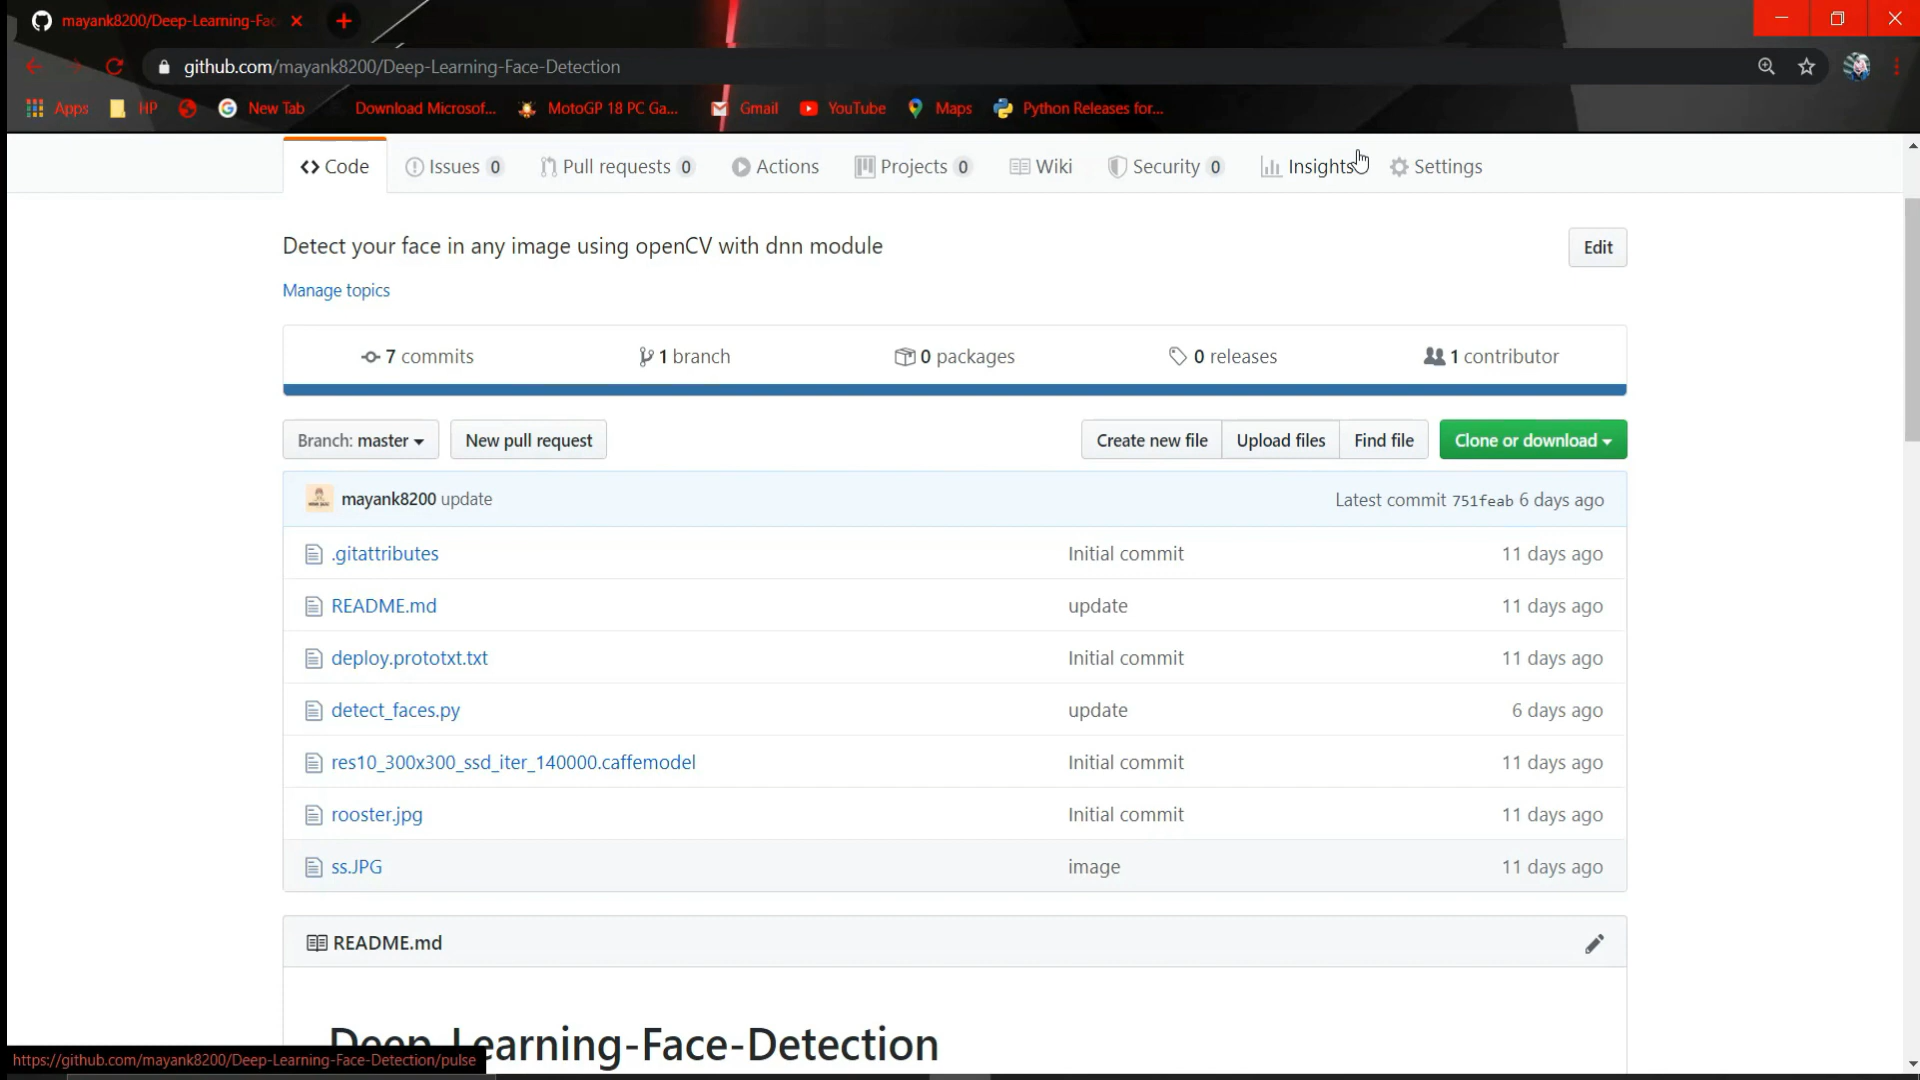 mayank8200/Deep-Learning-Fac
github.com/mayank8200/Deep-Learning-Face-Detection
Apps HP New Tab Download Microsof... MotoGP 18 PC Ga... Gmail YouTube Maps Python Releases for...
Code Issues 0 Pull requests 0 Actions Projects 0 Wiki Security 0 Insights Settings
Detect your face in any image using openCV with dnn module Edit
Manage topics
7 commits 1 branch 0 packages 0 releases 1 contributor
Branch: master New pull request Create new file Upload files Find file Clone or download
mayank8200 update Latest commit 751feab 6 days ago
.gitattributes Initial commit 11 days ago
README.md update 11 days ago
deploy.prototxt.txt Initial commit 11 days ago
detect_faces.py update 6 days ago
res10_300x300_ssd_iter_140000.caffemodel Initial commit 11 days ago
rooster.jpg Initial commit 11 days ago
ss.JPG image 11 days ago
README.md
Deep-Learning-Face-Detection
https://github.com/mayank8200/Deep-Learning-Face-Detection/pulse